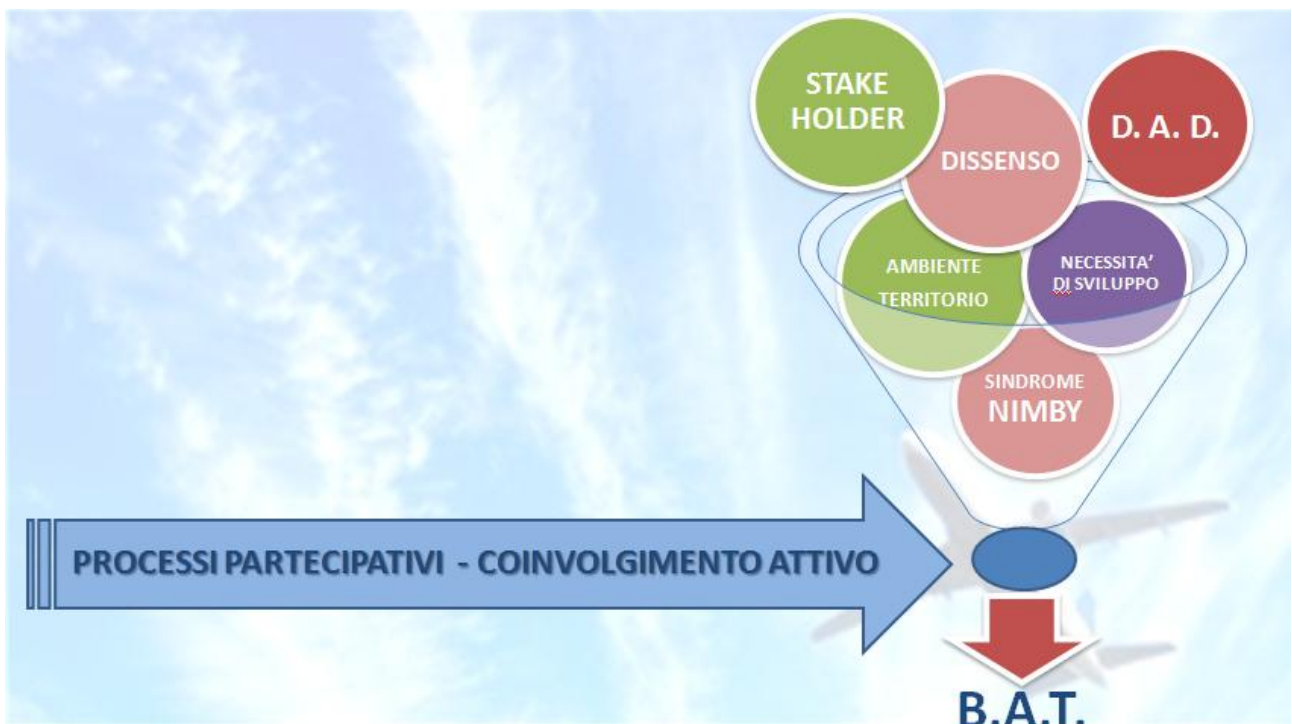 STAKE
HOLDER
DISSENSO
D. A. D.
AMBIENTE
TERRITORIO
NECESSITA'
DI SVILUPPO
SINDROME
NIMBY
PROCESSI PARTECIPATIVI - COINVOLGIMENTO ATTIVO
B.A.T.